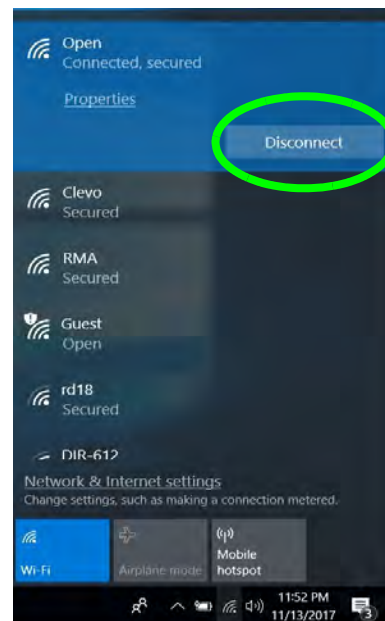 Open
Connected, secured
Properties
Disconnect
Clevo
Secured
RMA
Secured
Guest
Open
rd18
Secured
DIR-612
Network & Internet settings
Change settings, such as making a connection metered.
Wi-Fi
Airplane mode
Mobile
hotspot
11:52 PM
11/13/2017
3